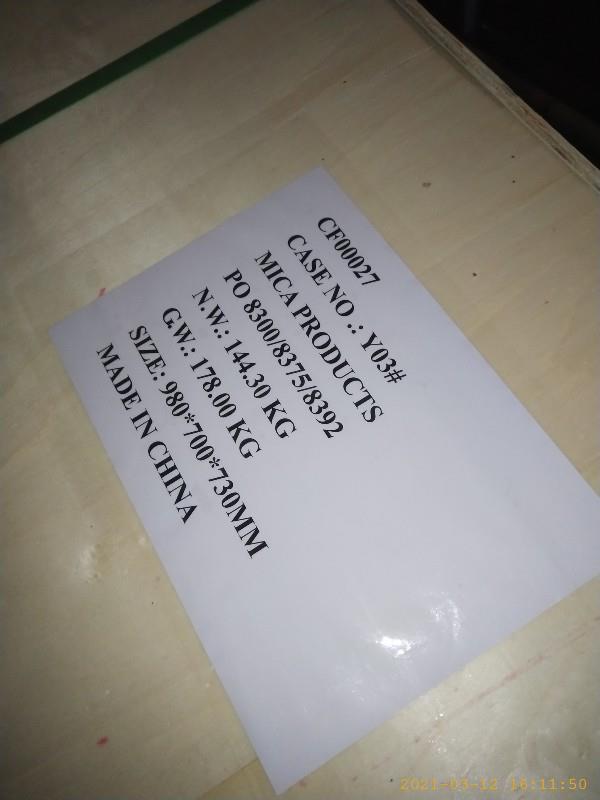 CF00027
CASE NO .: Y03#
MICA PRODUCTS
PO 8300/8375/8392
N.W.: 144.30 KG
G.W.: 178.00 KG
SIZE: 980*700*730MM
MADE IN CHINA
2021-03-12 16:11:50